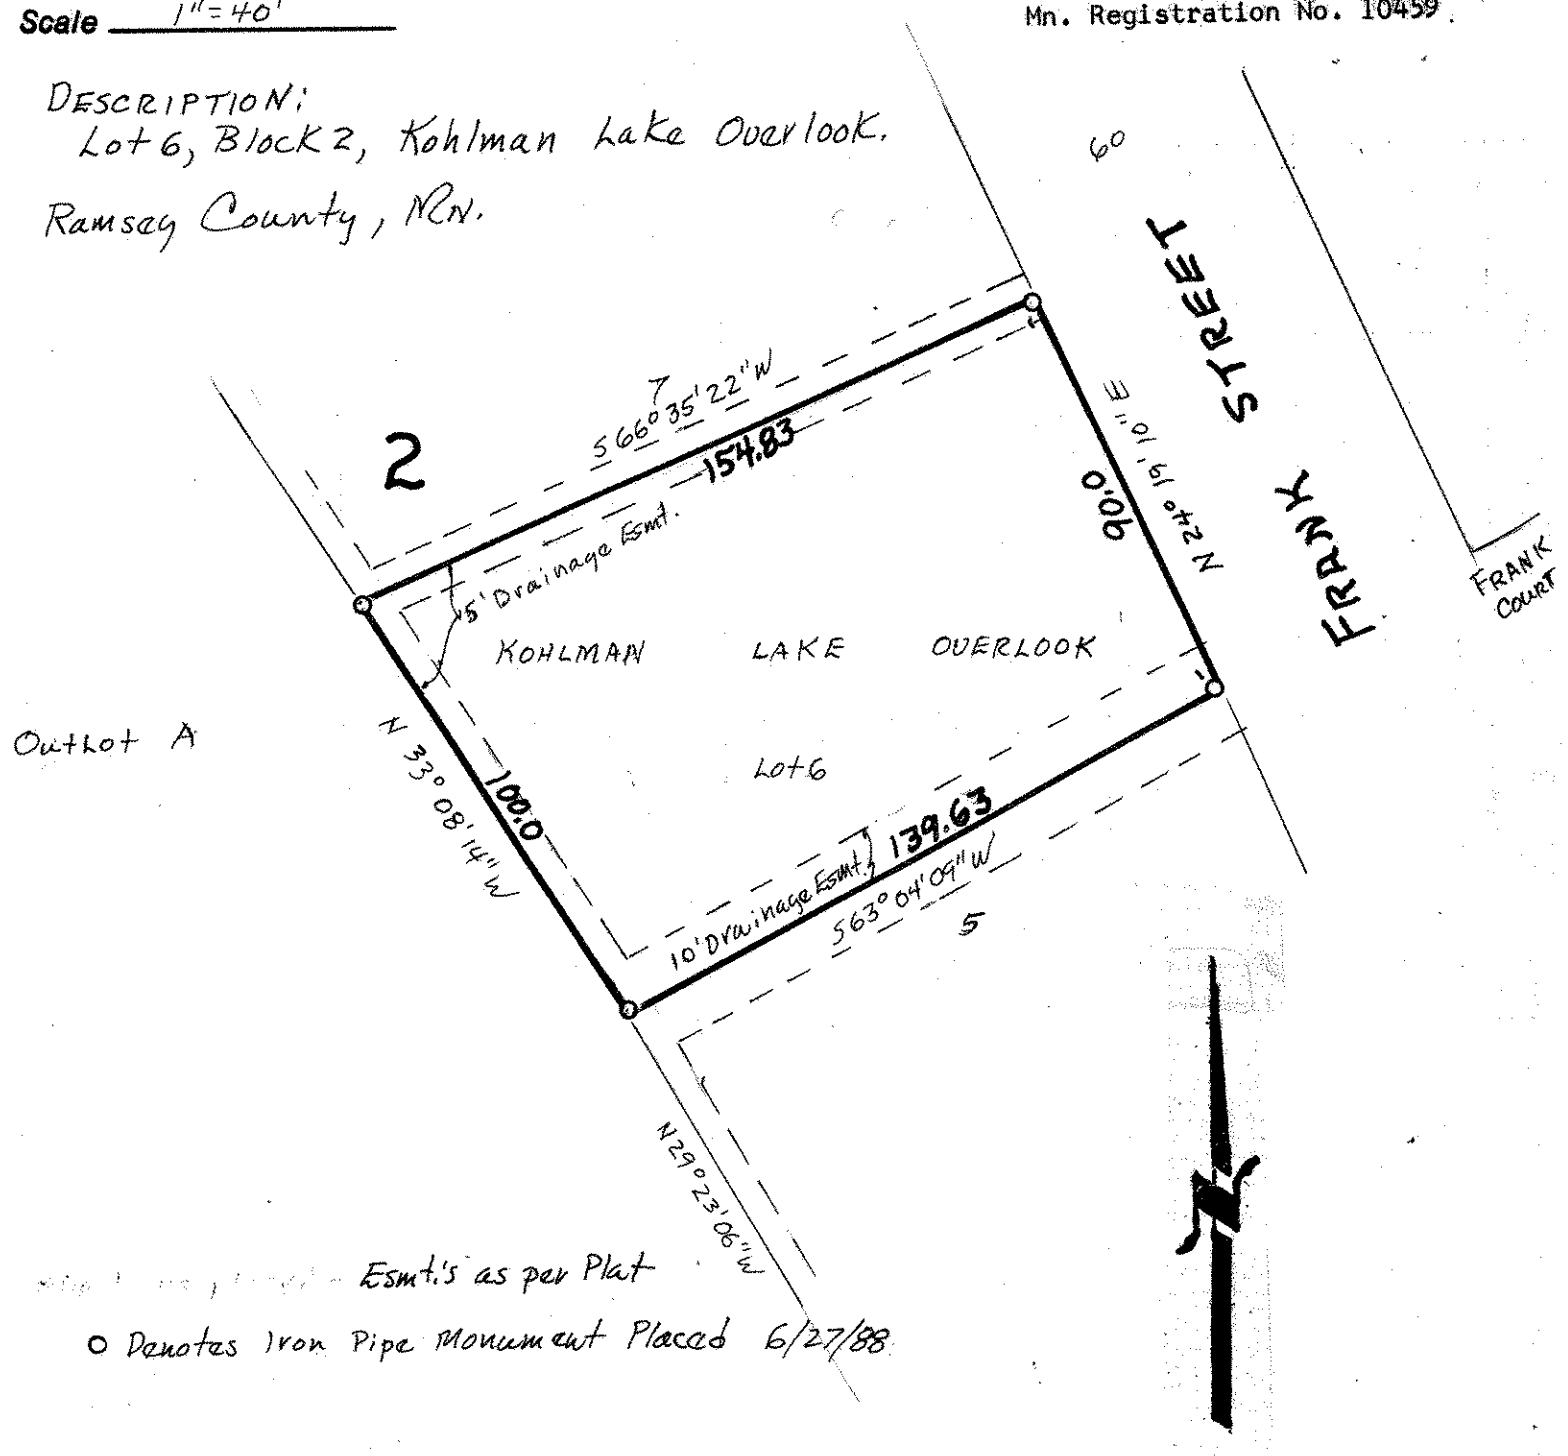 Scale 1"=40'
Mn. Registration No. 10459.
DESCRIPTION:
Lot 6, Block 2, Kohlman Lake Overlook.
Ramsey County, MN.
60
FRANK STREET
7
S 66° 35' 22" W
154.83
2
N 24° 19' 10" E
90.0
FRANK
COURT
5' Drainage Esmt.
KOHLMAN LAKE OVERLOOK
OutLot A
Lot 6
N 33° 08' 14" W
100.0
139.63
10' Drainage Esmt.
S 63° 04' 09" W
5
N
N 29° 23' 06" W
Esmt.'s as per Plat
O Denotes Iron Pipe Monument Placed 6/27/88